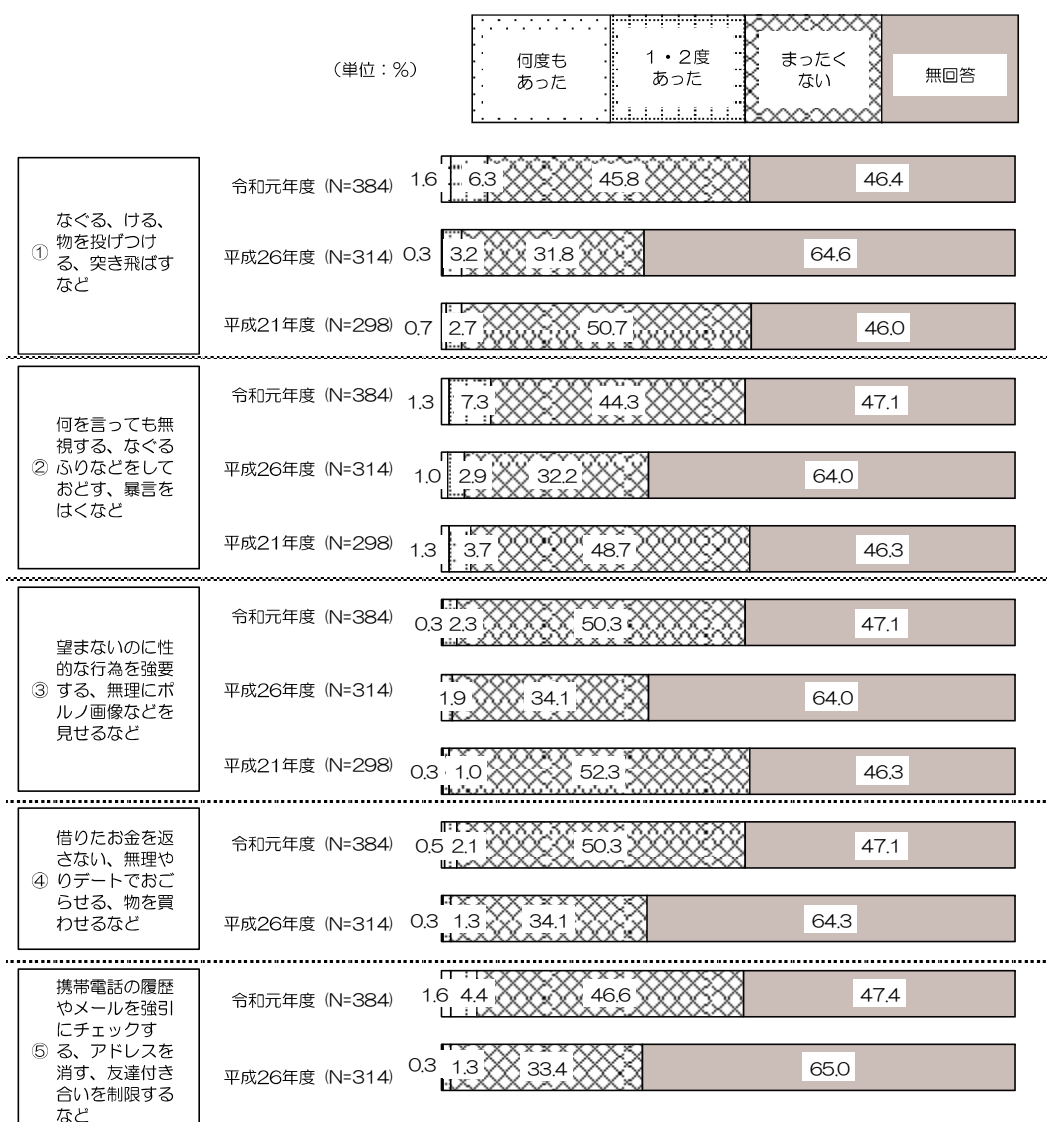 (単位：%)
何度も
あった
1・2度
あった
まったく
ない
無回答
①
なぐる、ける、
物を投げつけ
る、突き飛ばす
など
令和元年度 (N=384) 1.6 6.3 45.8 46.4
平成26年度 (N=314) 0.3 3.2 31.8 64.6
平成21年度 (N=298) 0.7 2.7 50.7 46.0
②
何を言っても無
視する、なぐる
ふりなどをして
おどす、暴言を
はくなど
令和元年度 (N=384) 1.3 7.3 44.3 47.1
平成26年度 (N=314) 1.0 2.9 32.2 64.0
平成21年度 (N=298) 1.3 3.7 48.7 46.3
③
望まないのに性
的な行為を強要
する、無理にポ
ルノ画像などを
見せるなど
令和元年度 (N=384) 0.3 2.3 50.3 47.1
平成26年度 (N=314) 1.9 34.1 64.0
平成21年度 (N=298) 0.3 1.0 52.3 46.3
④
借りたお金を返
さない、無理や
りデートでおご
らせる、物を買
わせるなど
令和元年度 (N=384) 0.5 2.1 50.3 47.1
平成26年度 (N=314) 0.3 1.3 34.1 64.3
⑤
携帯電話の履歴
やメールを強引
にチェックす
る、アドレスを
消す、友達付き
合いを制限する
など
令和元年度 (N=384) 1.6 4.4 46.6 47.4
平成26年度 (N=314) 0.3 1.3 33.4 65.0